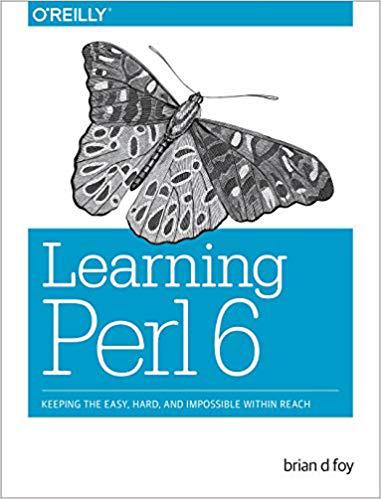 O'REILLY®
Learning
Perl 6
KEEPING THE EASY, HARD, AND IMPOSSIBLE WITHIN REACH
brian d foy